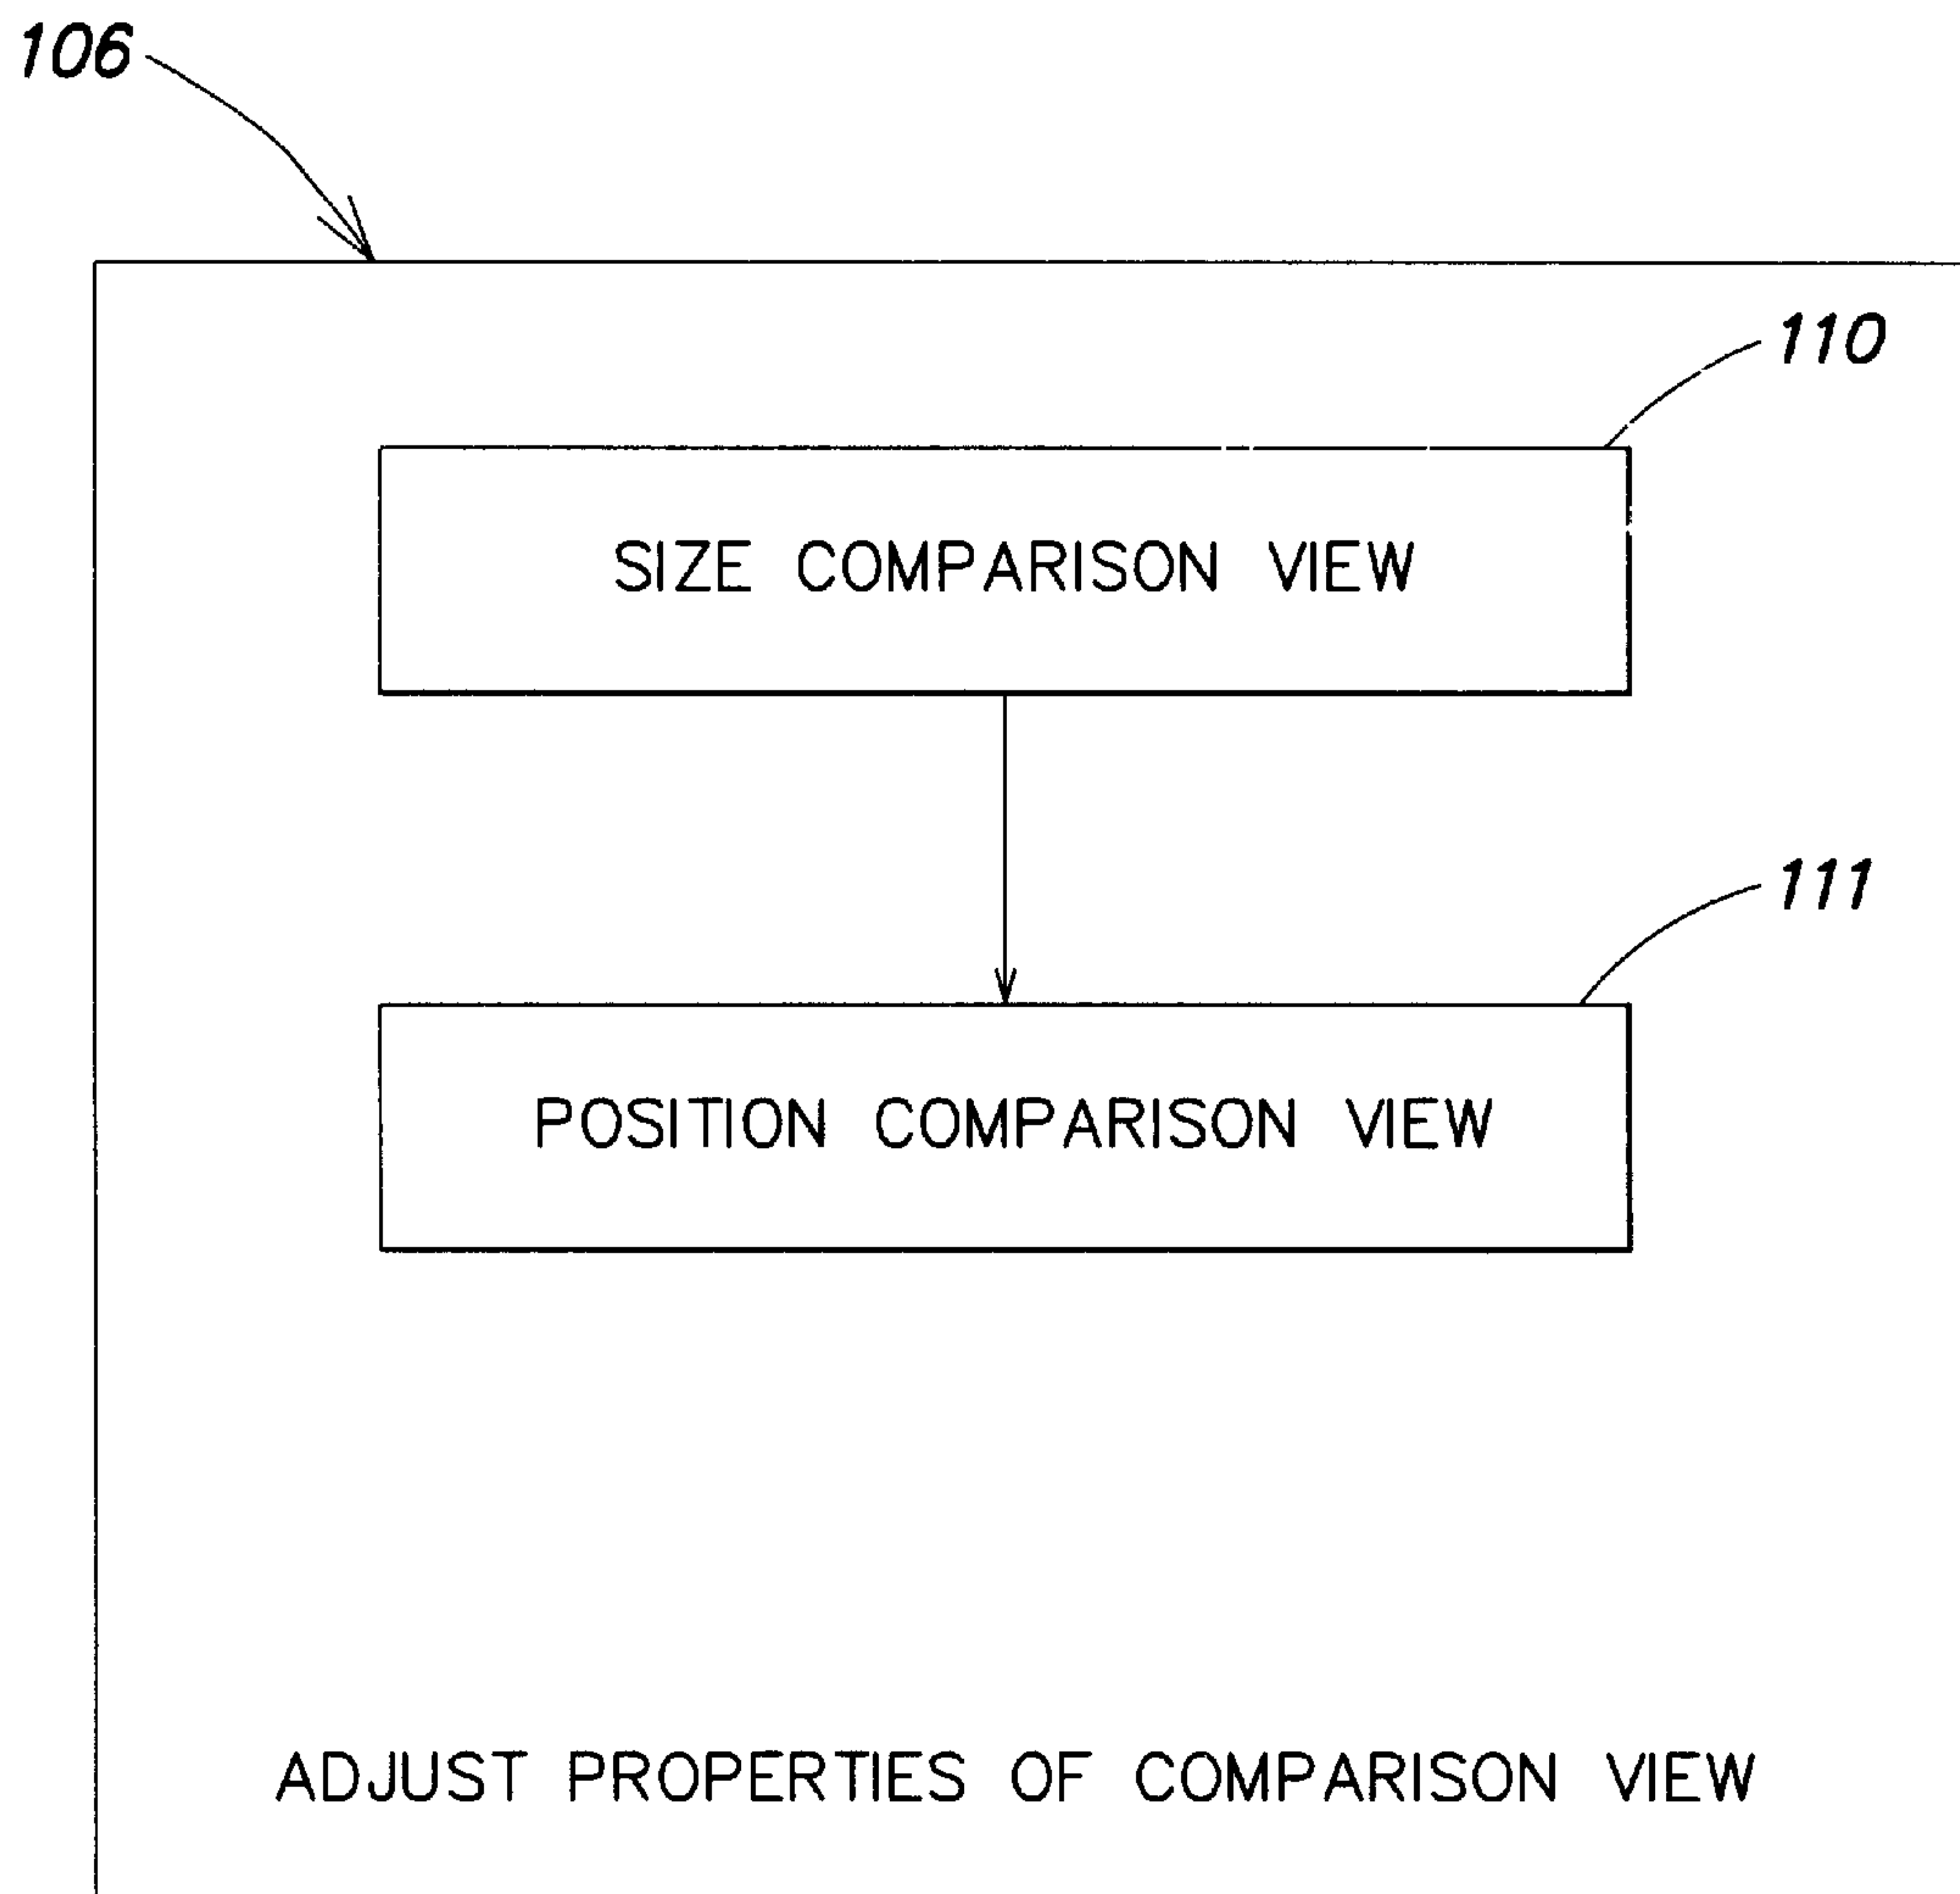 106
110
SIZE COMPARISON VIEW
111
POSITION COMPARISON VIEW
ADJUST PROPERTIES OF COMPARISON VIEW